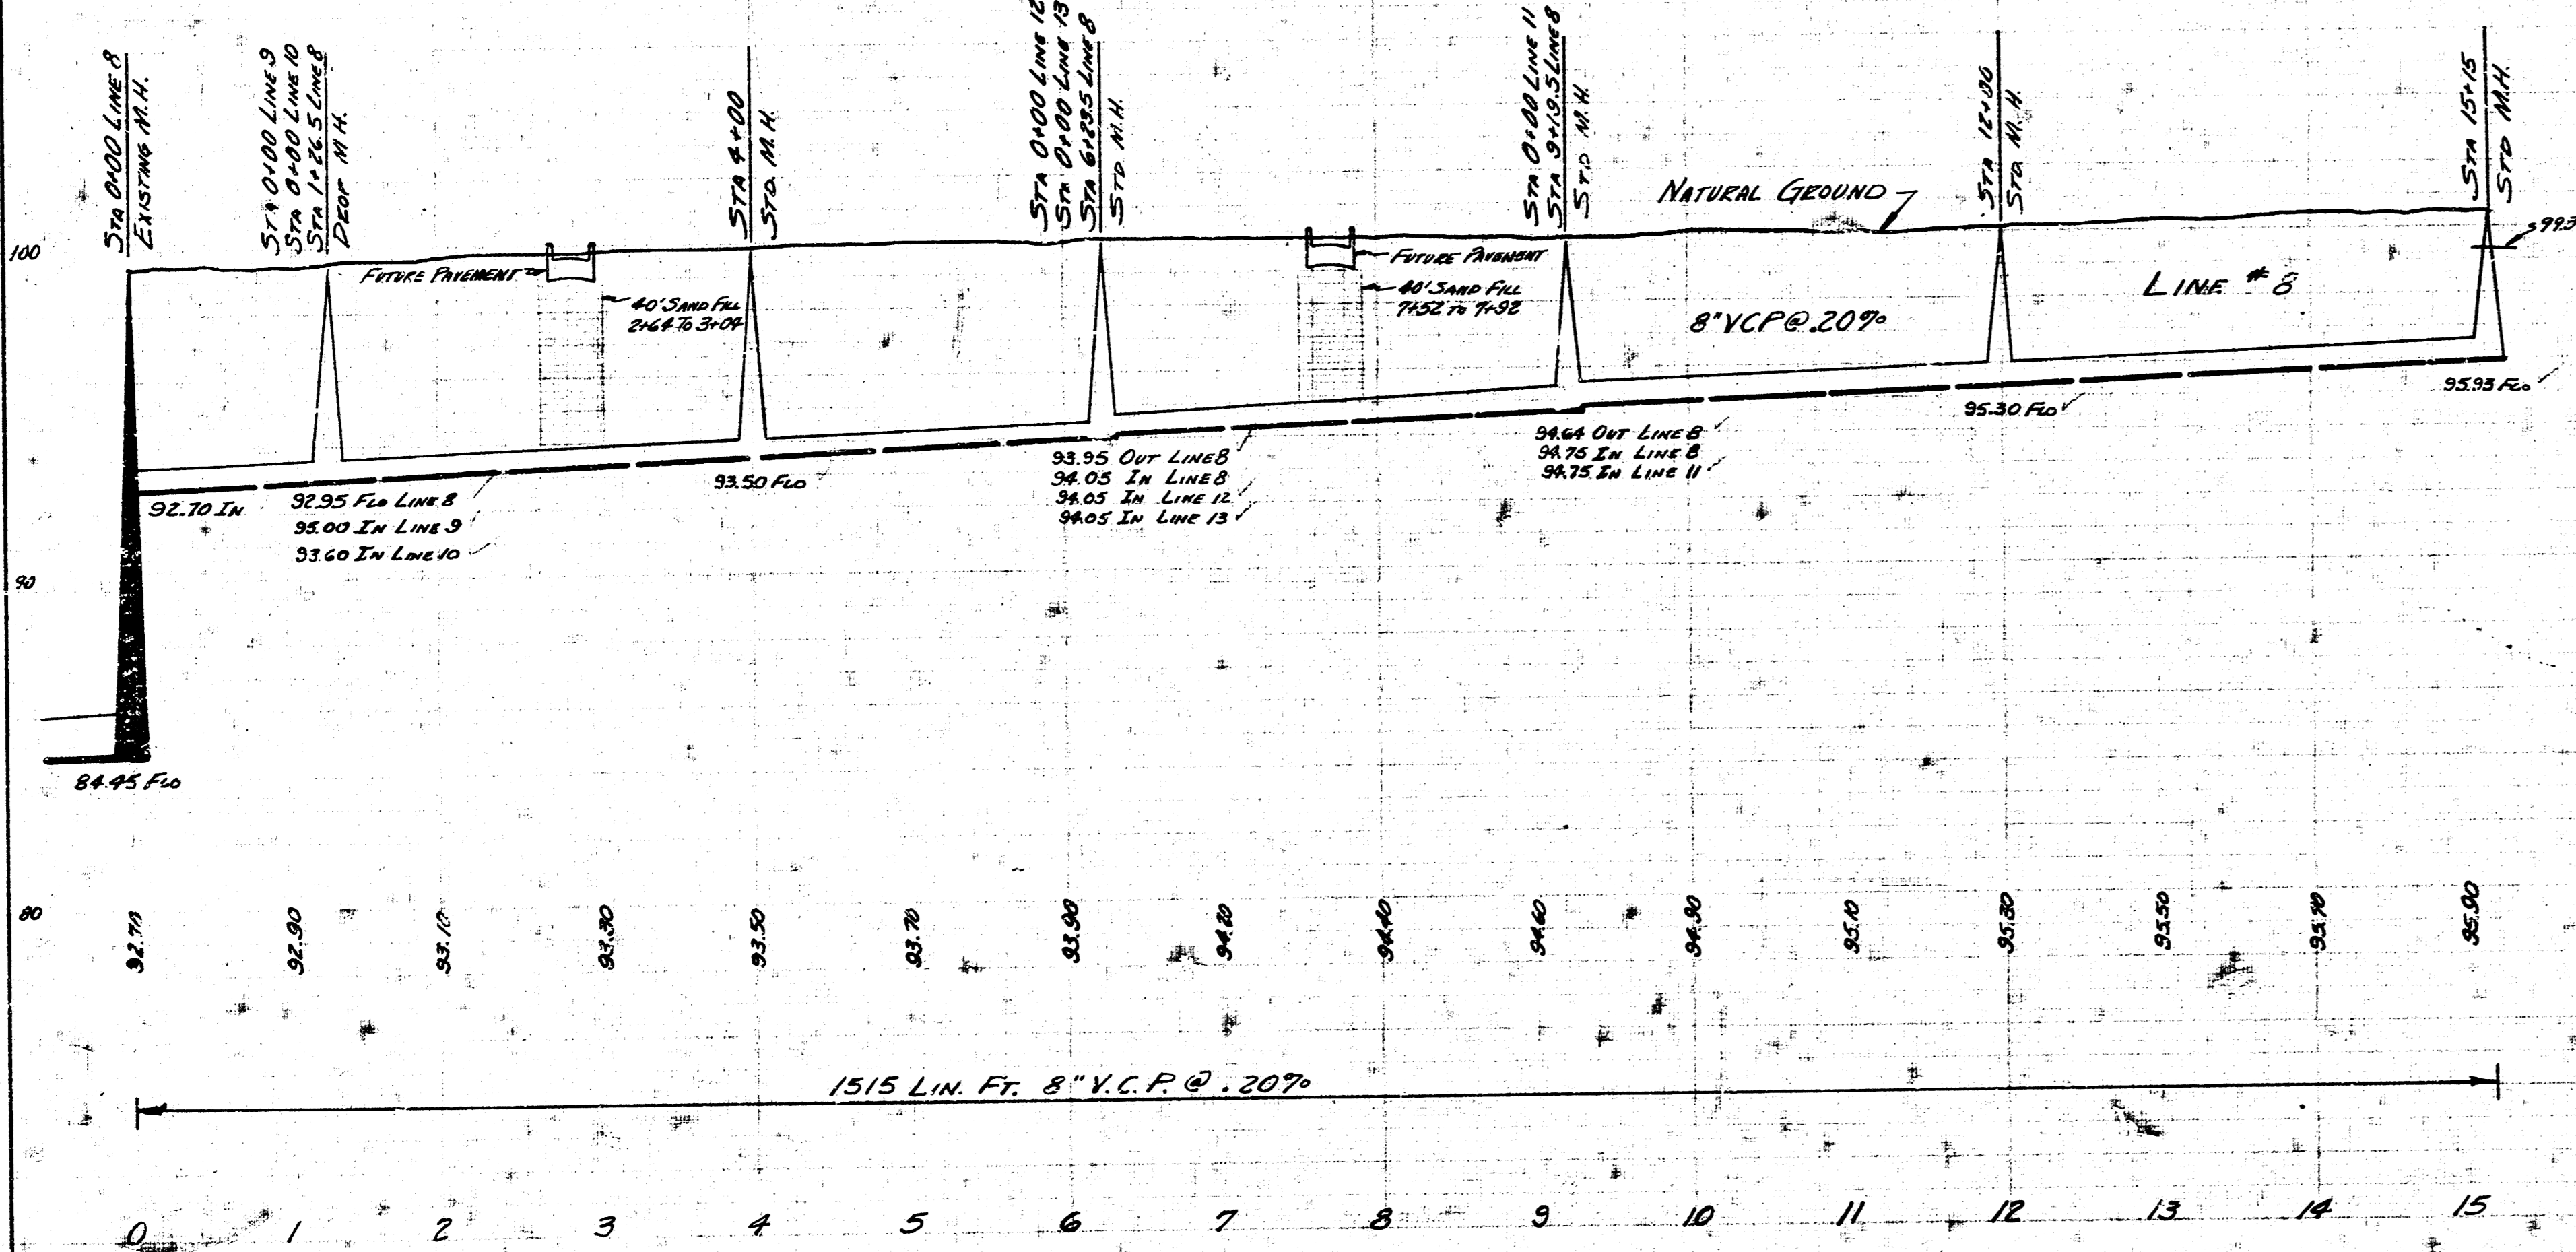 STA 0+00 LINE 8
EXISTING M.H.
STA 0+00 LINE 9
STA 0+00 LINE 10
STA 1+26.5 LINE 8
DROP M.H.
STA 4+00
STD. M.H.
STA 0+00 LINE 12
STA 0+00 LINE 13
STA 6+23.5 LINE 8
STD M.H.
STA 0+00 LINE 11
STA 9+19.5 LINE 8
STD M.H.
STA 12+00
STD. M.H.
STA 15+15
STD M.H.
NATURAL GROUND
100
FUTURE PAVEMENT
40' SAND FILL
2+64 TO 3+04
FUTURE PAVEMENT
40' SAND FILL
7+52 TO 7+92
8" VCP @ .20%
LINE # 8
92.70 IN
92.95 FLO LINE 8
95.00 IN LINE 9
93.60 IN LINE 10
93.50 FLO
93.95 OUT LINE 8
94.05 IN LINE 8
94.05 IN LINE 12
94.05 IN LINE 13
94.64 OUT LINE 8
94.75 IN LINE 8
94.75 IN LINE 11
95.30 FLO
95.93 FLO
90
84.45 FLO
80
92.70 92.90 93.10 93.30 93.50 93.70 93.90 94.20 94.40 94.60 94.90 95.10 95.30 95.50 95.70 95.90
1515 LIN. FT. 8" V.C.P. @ .20%
0 1 2 3 4 5 6 7 8 9 10 11 12 13 14 15